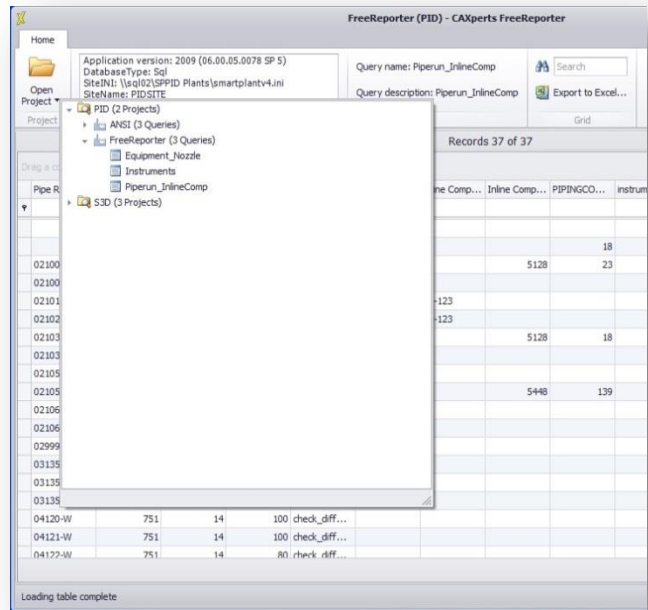 FreeReporter (PID) - CAXperts FreeReporter
Home
Open
Project
Project
Application version: 2009 (06.00.05.0078 SP 5)
DatabaseType: Sql
SiteINI: \\sql02\SPPID Plants\smartplantv4.ini
SiteName: PIDSITE
Query name: Piperun_InlineComp
Query description: Piperun_InlineComp
Search
Export to Excel...
Grid
PID (2 Projects)
ANSI (3 Queries)
FreeReporter (3 Queries)
Equipment_Nozzle
Instruments
Piperun_InlineComp
S3D (3 Projects)
Records 37 of 37
Drag a co
Pipe R ine Comp... Inline Comp... PIPINGCO... instrum
18
02100 5128 23
02100
02101 -123
02102 -123
02103 5128 18
02103
02105
02105 5448 139
02106
02106
02999
03135
03135
03135
04120-W 751 14 100 check_diff...
04121-W 751 14 100 check_diff...
04122-W 751 14 80 check_diff...
Loading table complete